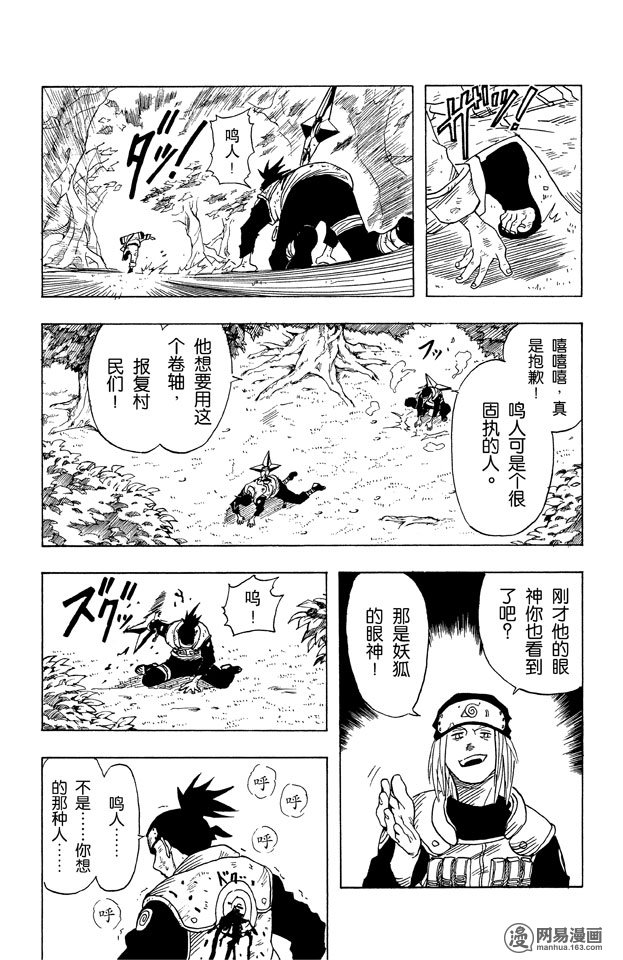 ガッ!
ダッ!
鸣
人！
嘻嘻嘻，真
是抱歉！
鸣人可是个很
固执的人。
フッ
他想要用这
个卷轴，
报复村
民们！
刚才他的眼
神你也看到
了吧？
那是妖狐
的眼神！
呜！
ズグッ
呼
呼
呼
呼
ドクッ
鸣人……
不是……你想
的那种人……
漫 网易漫画
manhua.163.com